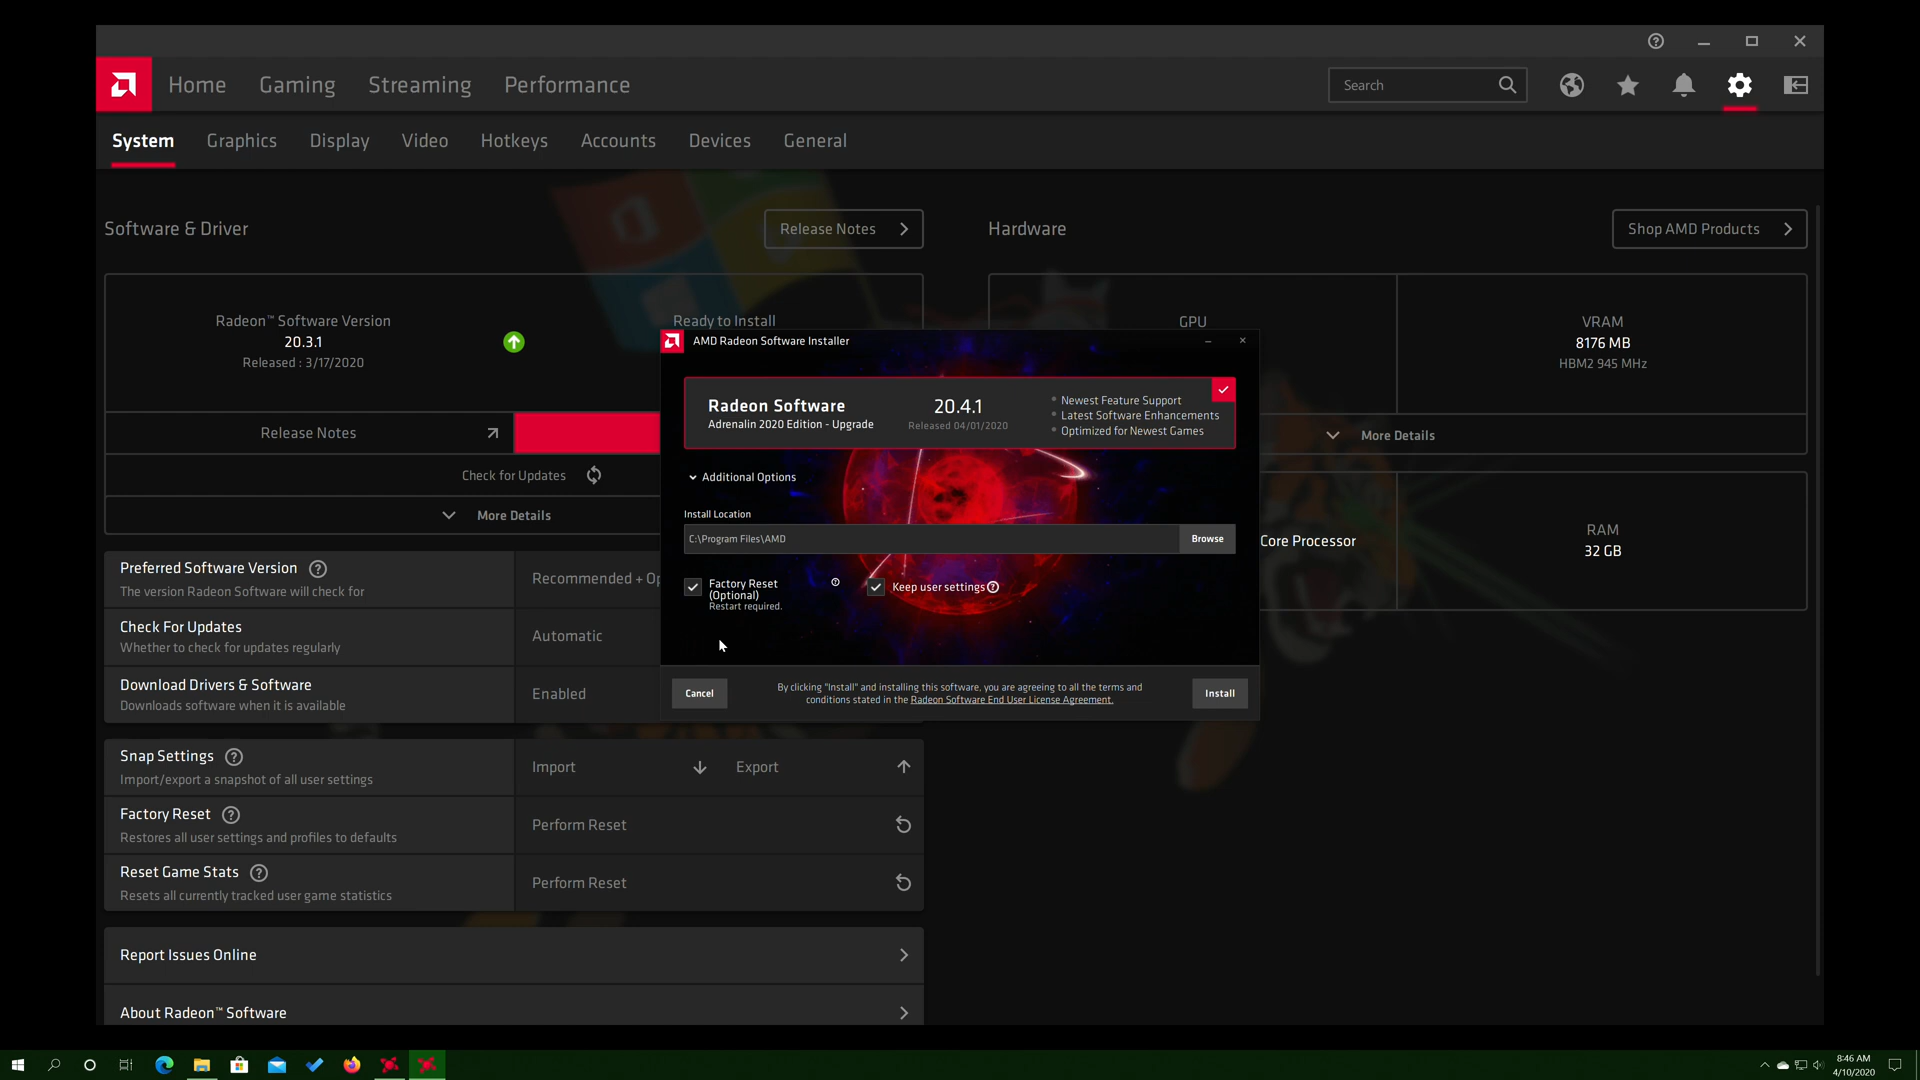 Home
Gaming
Streaming
Performance
Search
System
Graphics
Display
Video
Hotkeys
Accounts
Devices
General
Software & Driver
Release Notes
Hardware
Shop AMD Products
Radeon™ Software Version
20.3.1
Released : 3/17/2020
Ready to Install
Release Notes
Check for Updates
More Details
GPU
VRAM
8176 MB
HBM2 945 MHz
More Details
Core Processor
RAM
32 GB
AMD Radeon Software Installer
Radeon Software
Adrenalin 2020 Edition - Upgrade
20.4.1
Released 04/01/2020
Newest Feature Support
Latest Software Enhancements
Optimized for Newest Games
Additional Options
Install Location
C:\Program Files\AMD
Browse
Factory Reset
(Optional)
Restart required.
Keep user settings
Cancel
By clicking "Install" and installing this software, you are agreeing to all the terms and
conditions stated in the Radeon Software End User License Agreement.
Install
Preferred Software Version
The version Radeon Software will check for
Recommended + Op
Check For Updates
Whether to check for updates regularly
Automatic
Download Drivers & Software
Downloads software when it is available
Enabled
Snap Settings
Import/export a snapshot of all user settings
Import
Export
Factory Reset
Restores all user settings and profiles to defaults
Perform Reset
Reset Game Stats
Resets all currently tracked user game statistics
Perform Reset
Report Issues Online
About Radeon™ Software
8:46 AM
4/10/2020